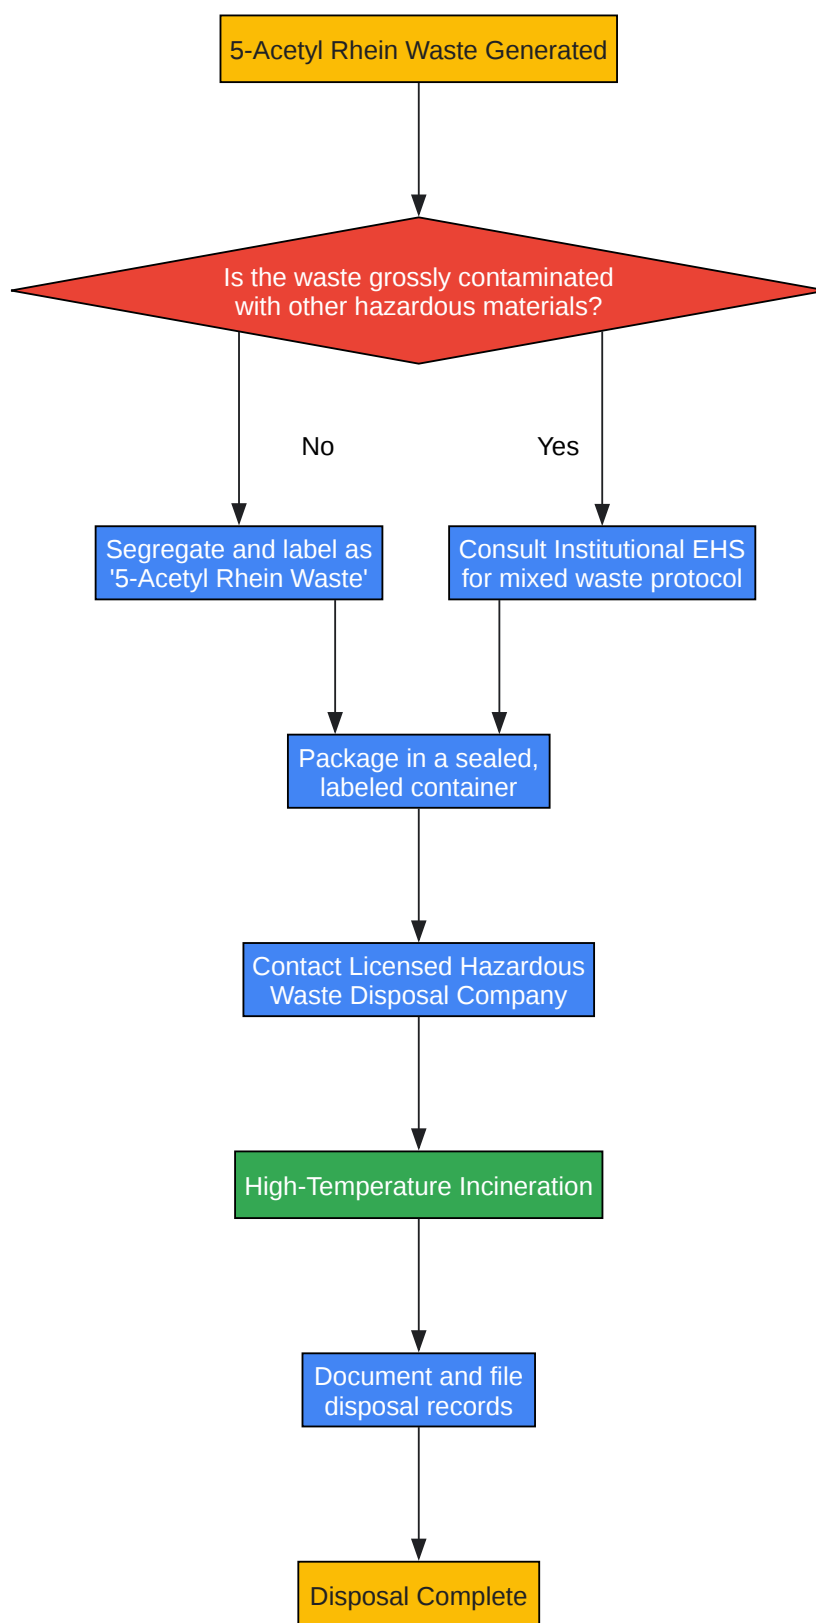 5-Acetyl Rhein Waste Generated
Is the waste grossly contaminated
with other hazardous materials?
No
Yes
Segregate and label as
'5-Acetyl Rhein Waste'
Consult Institutional EHS
for mixed waste protocol
Package in a sealed,
labeled container
Contact Licensed Hazardous
Waste Disposal Company
High-Temperature Incineration
Document and file
disposal records
Disposal Complete